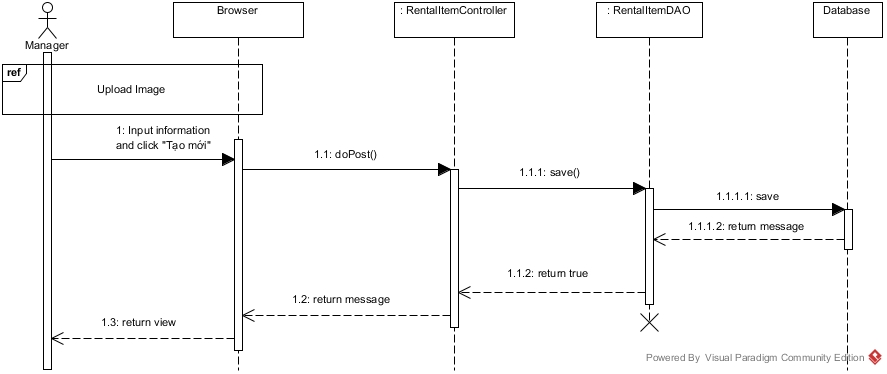 Browser
: RentalItemController
: RentalItemDAO
Database
Manager
ref
Upload Image
1: Input information
and click "Tạo mới"
1.1: doPost()
1.1.1: save()
1.1.1.1: save
1.1.1.2: return message
1.1.2: return true
1.2: return message
1.3: return view
Powered By Visual Paradigm Community Edition